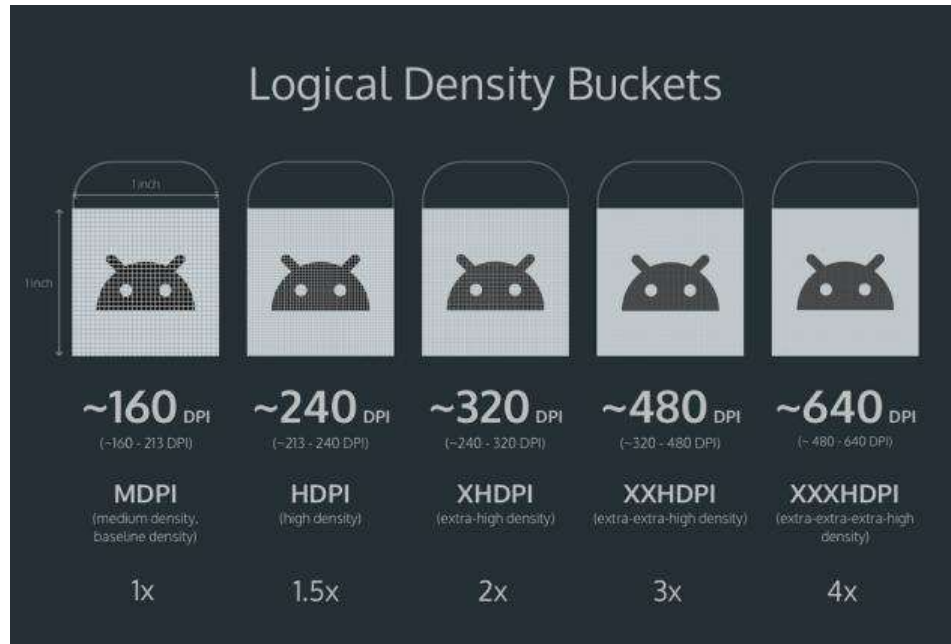 Logical Density Buckets
1 inch
1 inch
~160 DPI
(~160 - 213 DPI)
MDPI
(medium density,
baseline density)
1x
~240 DPI
(~213 - 240 DPI)
HDPI
(high density)
1.5x
~320 DPI
(~240 - 320 DPI)
XHDPI
(extra-high density)
2x
~480 DPI
(~320 - 480 DPI)
XXHDPI
(extra-extra-high density)
3x
~640 DPI
(~ 480 - 640 DPI)
XXXHDPI
(extra-extra-extra-high
density)
4x